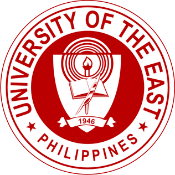 UNIVERSITY OF THE EAST
1946
PHILIPPINES